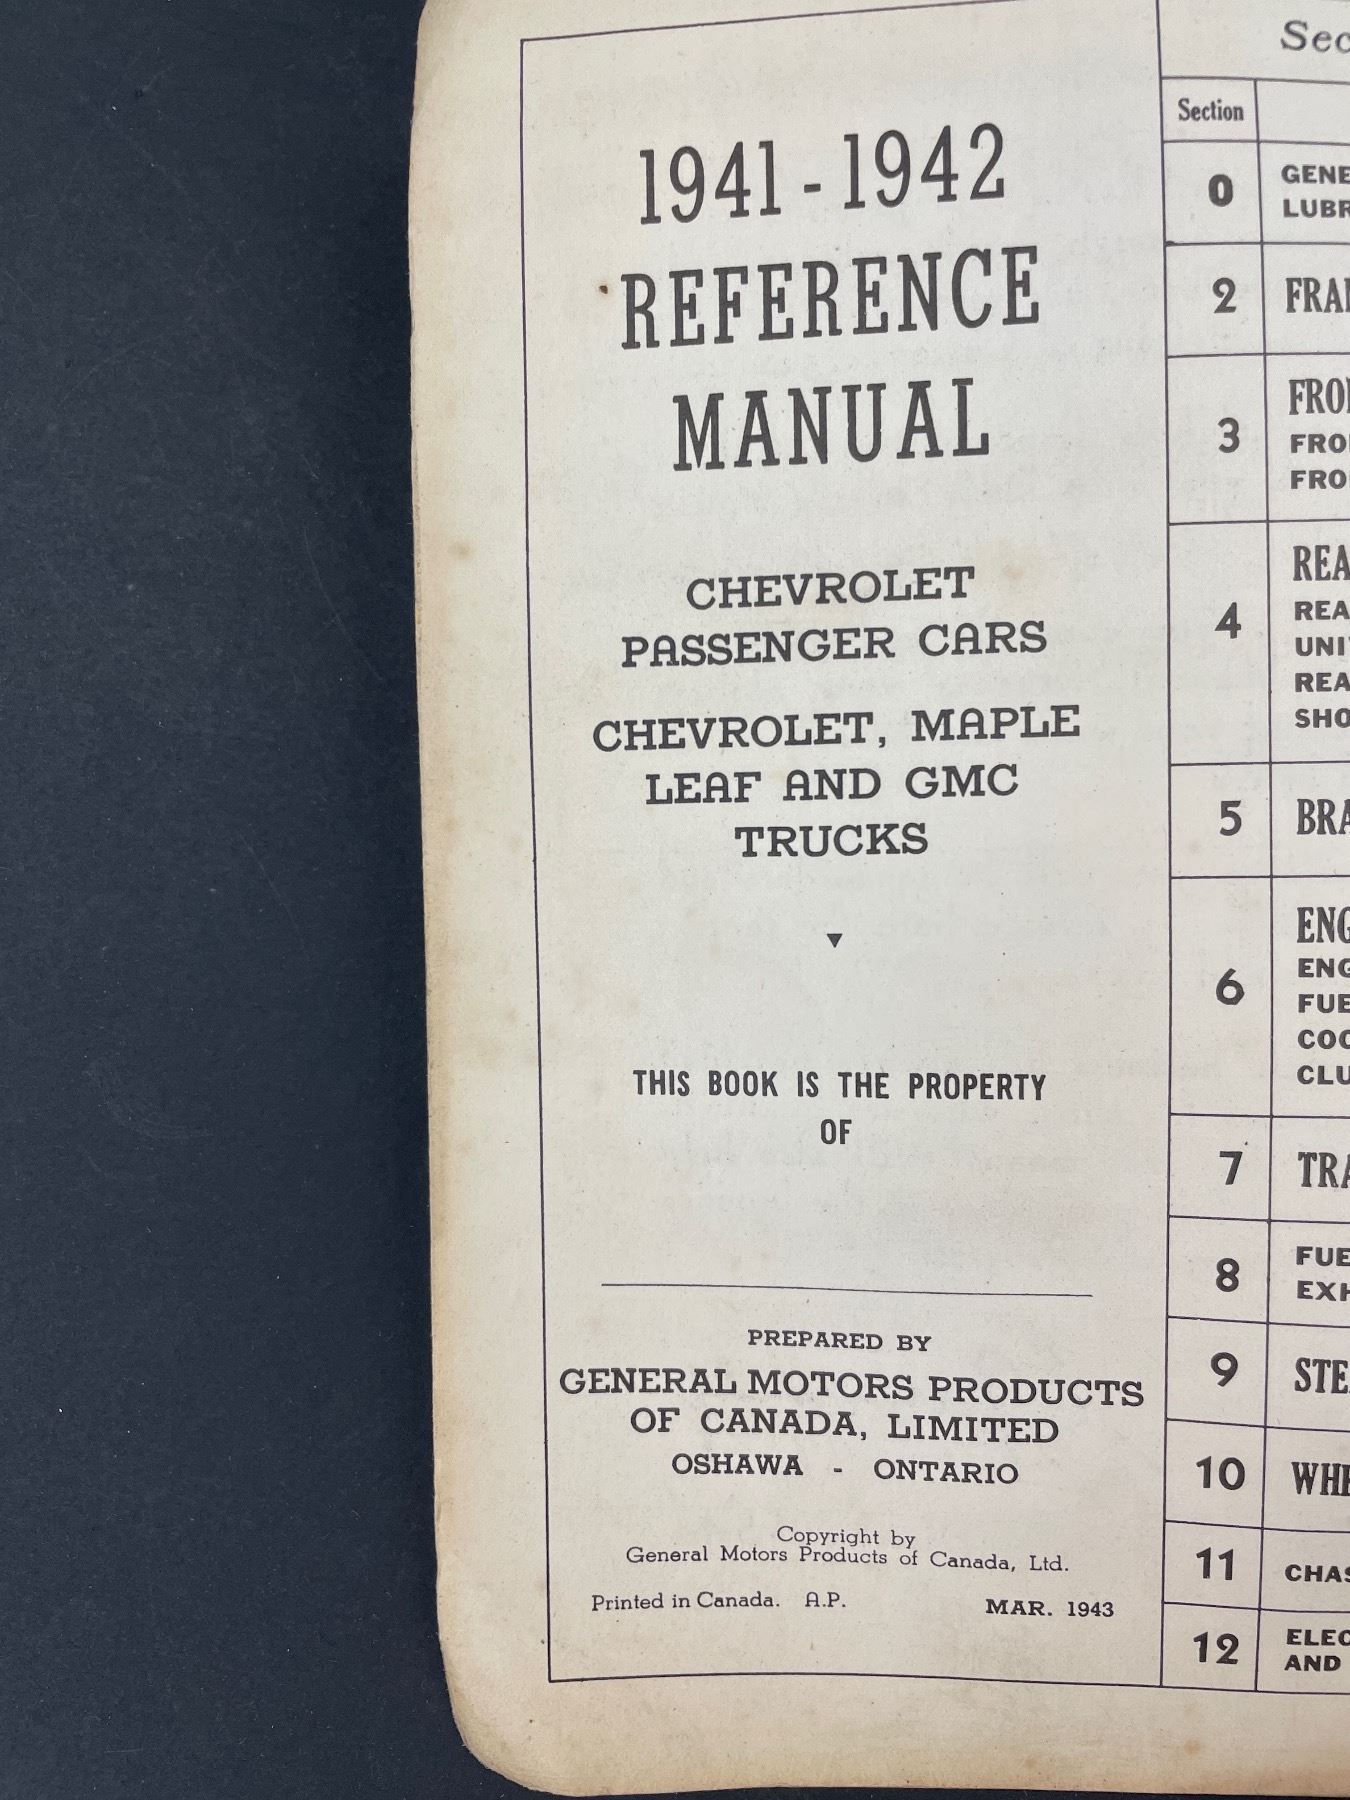 1941-1942
REFERENCE
MANUAL
CHEVROLET
PASSENGER CARS
CHEVROLET, MAPLE
LEAF AND GMC
TRUCKS
THIS BOOK IS THE PROPERTY
OF
PREPARED BY
GENERAL MOTORS PRODUCTS
OF CANADA, LIMITED
OSHAWA - ONTARIO
Copyright by
General Motors Products of Canada, Ltd.
Printed in Canada. A.P. MAR. 1943
Section
0
2
3
4
5
6
7
8
9
10
11
12
AND